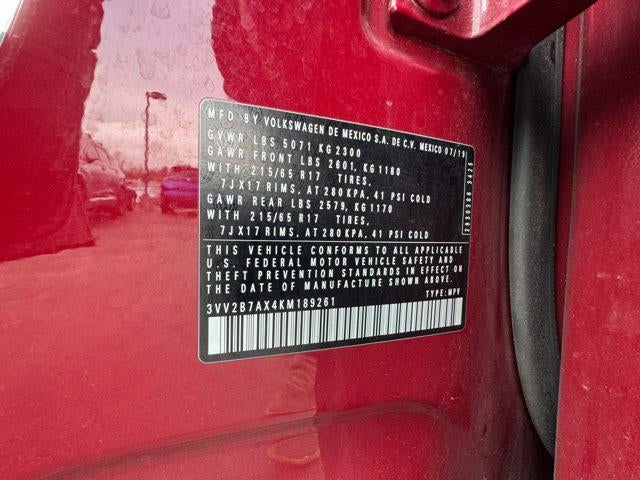 MFD BY VOLKSWAGEN DE MEXICO S.A. DE C.V. MEXICO 07/19
GVWR LBS 5071 KG 2300
GAWR FRONT LBS 2601, KG 1180
WITH 215/65 R17 TIRES,
7JX17 RIMS, AT 280 KPA, 41 PSI COLD
GAWR REAR LBS 2579, KG 1170
WITH 215/65 R17 TIRES,
7JX17 RIMS, AT 280 KPA, 41 PSI COLD
THIS VEHICLE CONFORMS TO ALL APPLICABLE
U.S. FEDERAL MOTOR VEHICLE SAFETY AND
THEFT PREVENTION STANDARDS IN EFFECT ON
THE DATE OF MANUFACTURE SHOWN ABOVE.
3VV2B7AX4KM189261 TYPE: MPV
2930386 3426